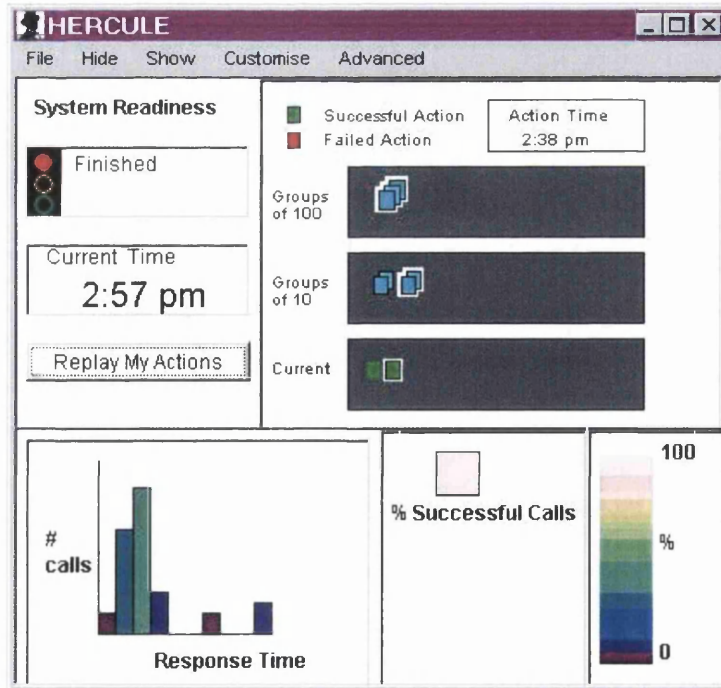 HERCULE
File Hide Show Customise Advanced
System Readiness
Finished
Current Time
2:57 pm
Replay My Actions
Successful Action
Failed Action
Action Time
2:38 pm
Groups
of 100
Groups
of 10
Current
#
calls
Response Time
% Successful Calls
100
%
0